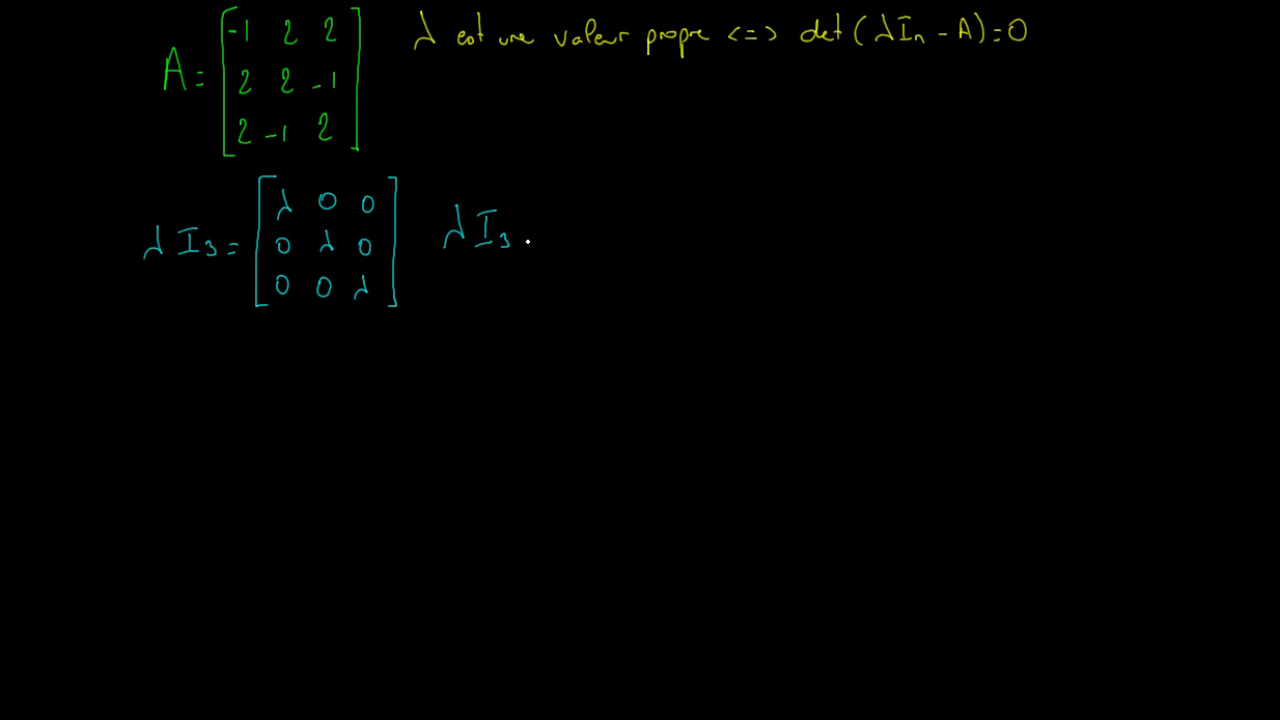 A = [-1 2 2
2 2 -1
2 -1 2]
λ est une valeur propre <=> det(λIn - A)=0
λI3 = [λ 0 0
0 λ 0
0 0 λ]
λI3